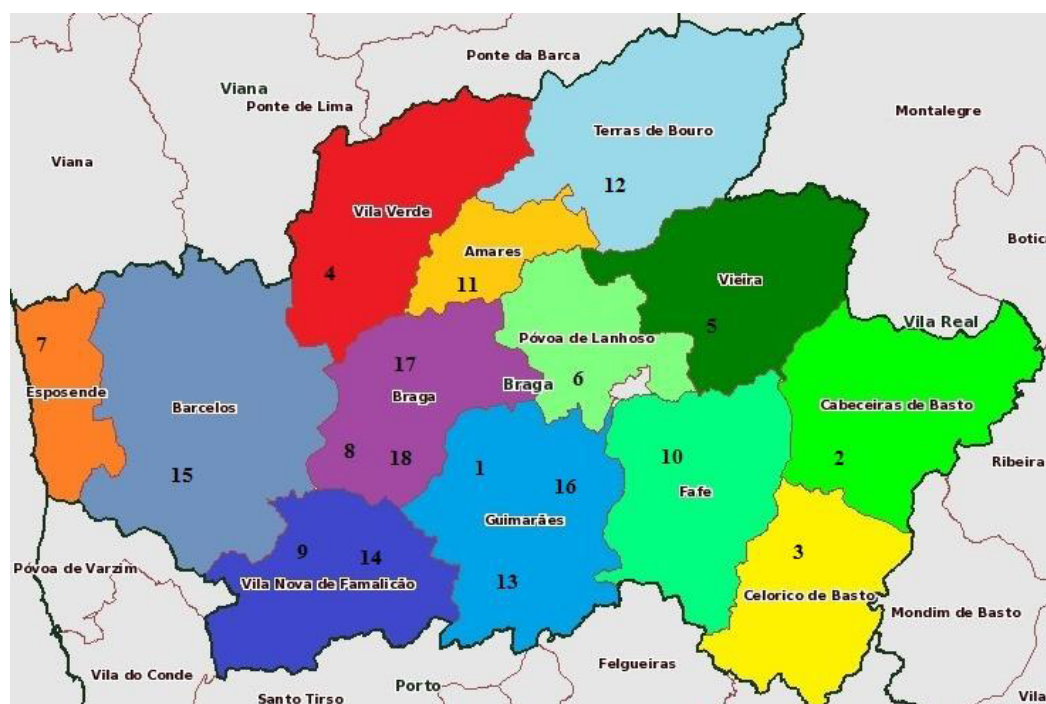 Ponte da Barca
Viana
Ponte de Lima
Montalegre
Terras de Bouro
Viana
12
Vila Verde
Botic
Amares
4
11
Vieira
Vila Real
5
7
Póvoa de Lanhoso
17
6
Esposende
Braga
Braga
Barcelos
Cabeceiras de Basto
8
18
10
2
15
1
16
Ribeira
Fafe
Guimarães
9
14
3
Póvoa de Varzim
Vila Nova de Famalicão
13
Celorico de Basto
Mondim de Basto
Felgueiras
Vila do Conde
Porto
Santo Tirso
Vila